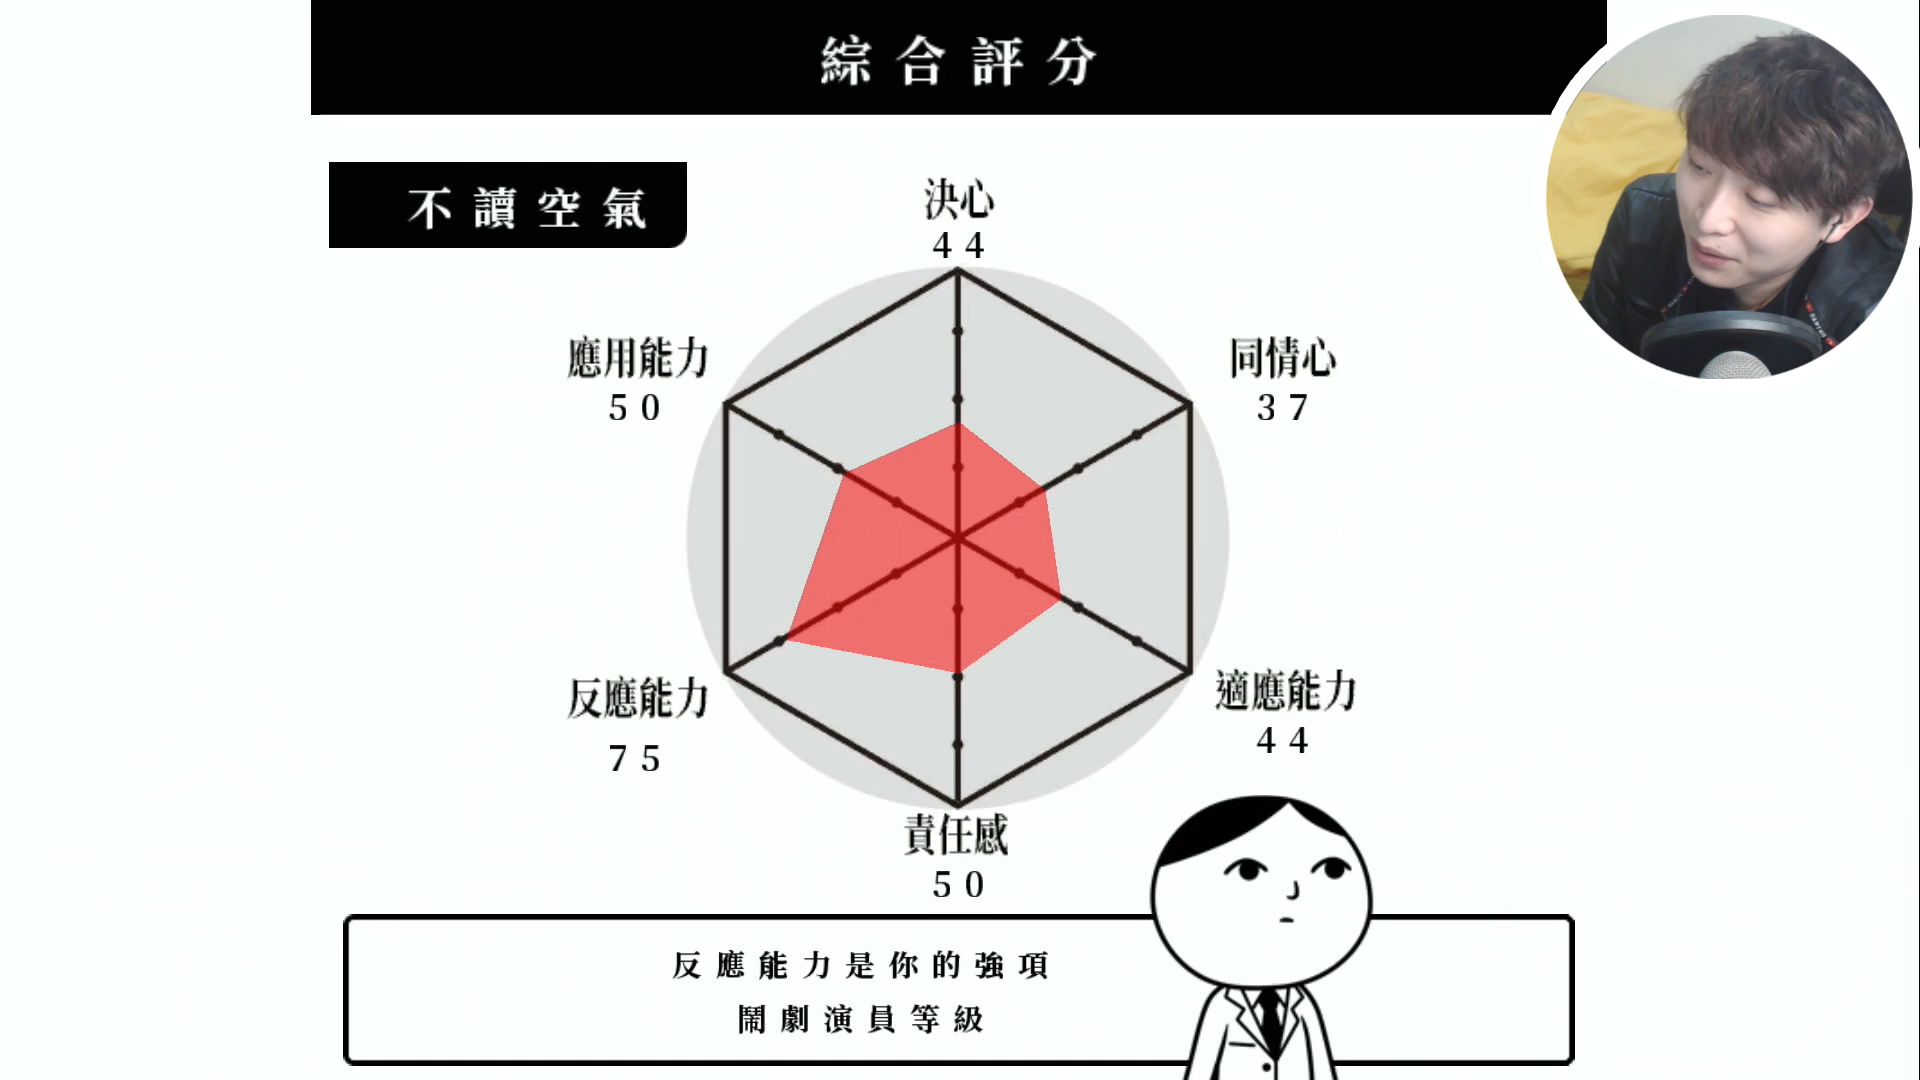 綜合評分
不讀空氣
決心
44
應用能力
50
同情心
37
反應能力
75
適應能力
44
責任感
50
反應能力是你的強項
鬧劇演員等級